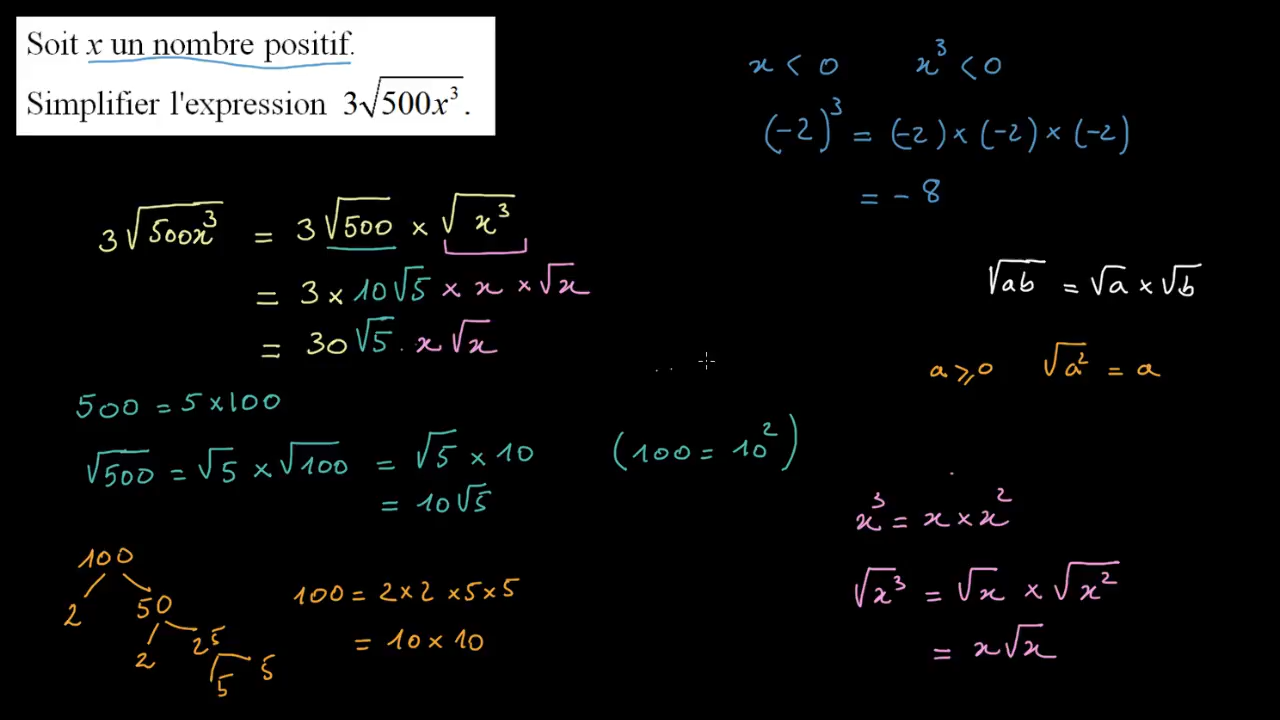 Soit x un nombre positif.
Simplifier l'expression 3√500x³.
x < 0    x³ < 0
(-2)³ = (-2) × (-2) × (-2)
= - 8
3√500x³ = 3√500 × √x³
= 3 × 10√5 × x × √x
= 30√5 . x√x
√ab = √a × √b
a ⩾ 0    √a² = a
500 = 5 × 100
√500 = √5 × √100 = √5 × 10    (100 = 10²)
= 10√5
x³ = x × x²
√x³ = √x × √x²
= x√x
100
2    50
2    25
5    5
100 = 2 × 2 × 5 × 5
= 10 × 10